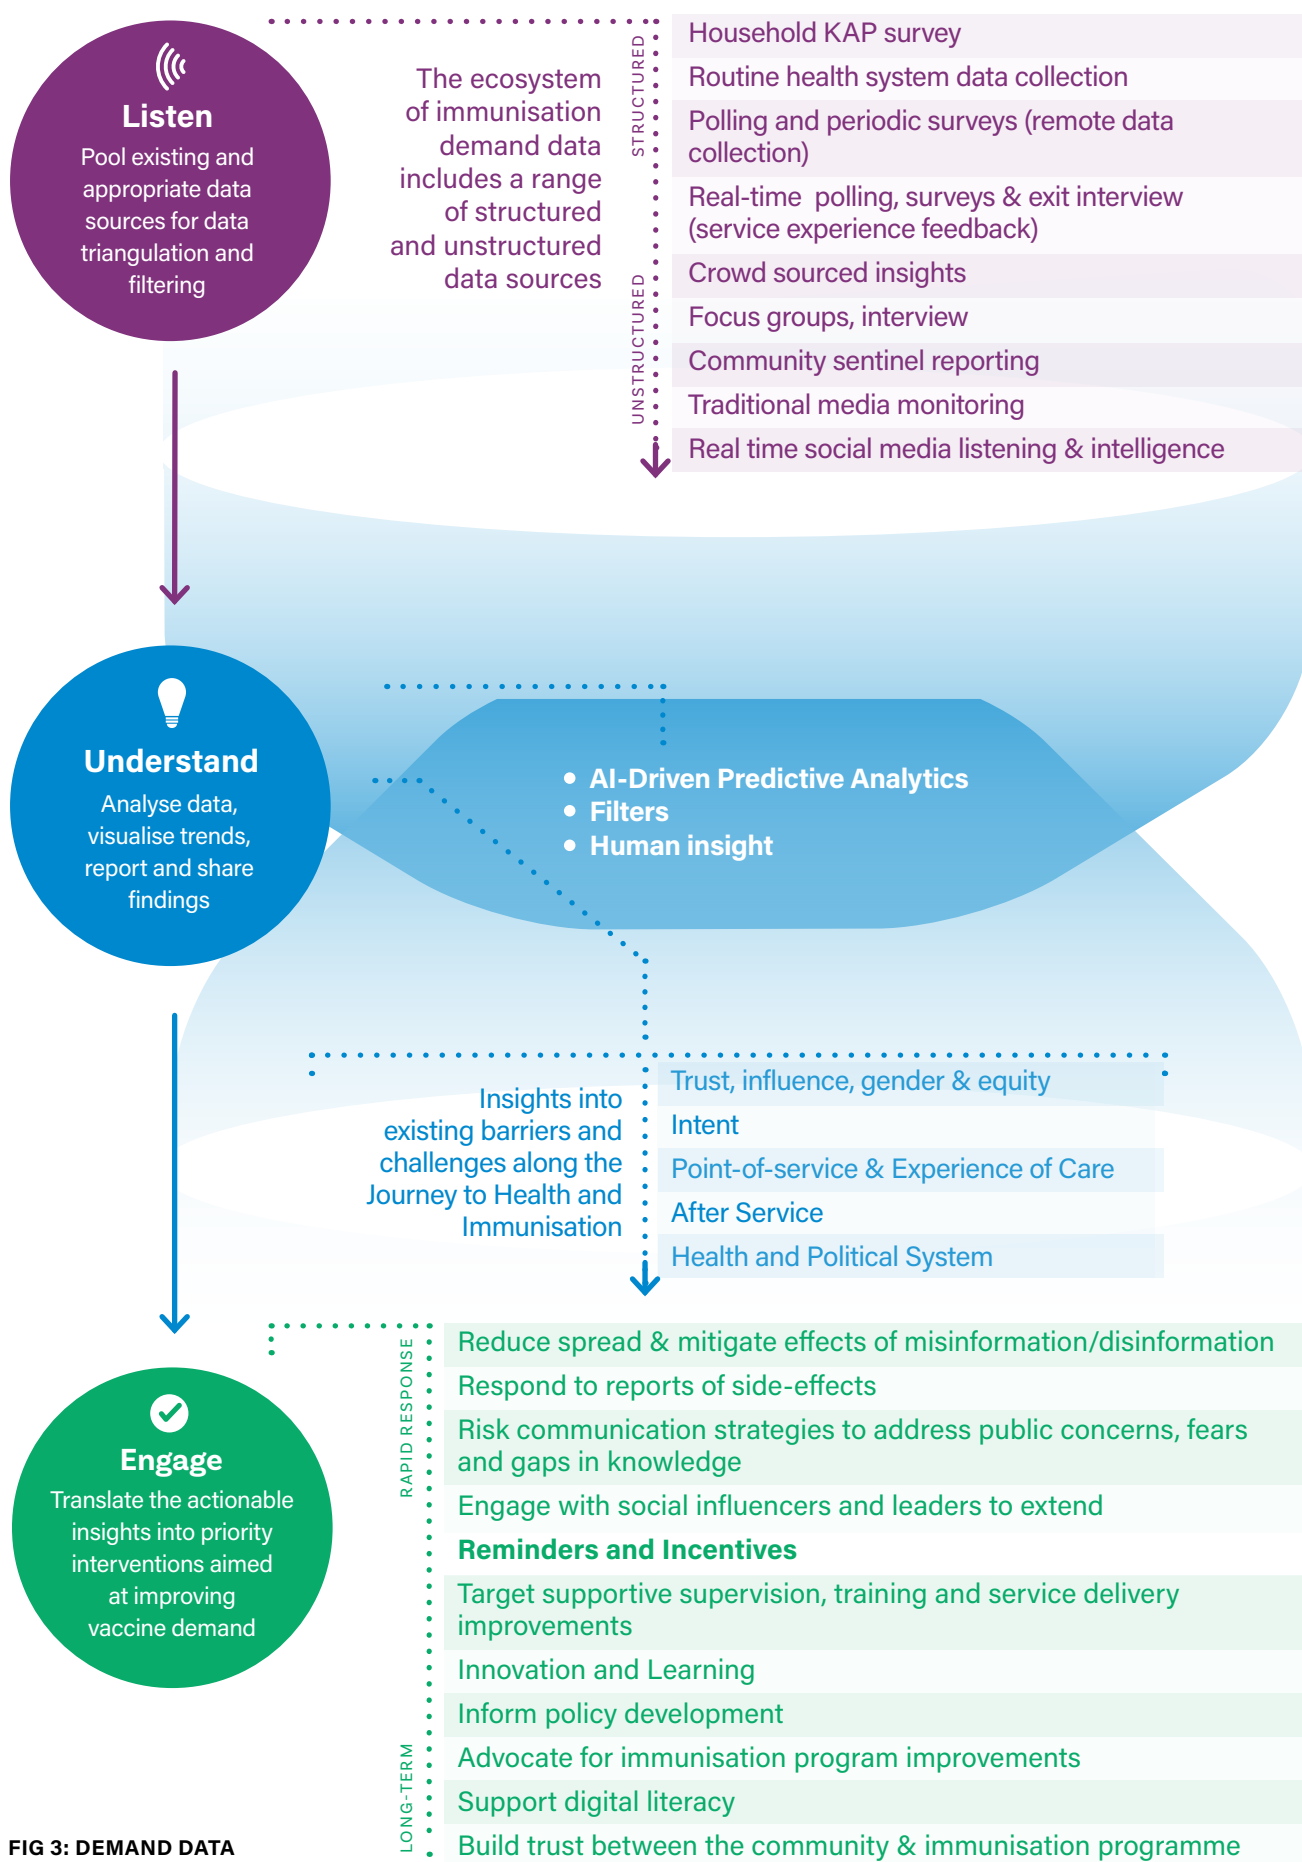 Listen
Pool existing and
appropriate data
sources for data
triangulation and
filtering
The ecosystem
of immunisation
demand data
includes a range
of structured
and unstructured
data sources
STRUCTURED
UNSTRUCTURED
Household KAP survey
Routine health system data collection
Polling and periodic surveys (remote data
collection)
Real-time polling, surveys & exit interview
(service experience feedback)
Crowd sourced insights
Focus groups, interview
Community sentinel reporting
Traditional media monitoring
Real time social media listening & intelligence
Understand
Analyse data,
visualise trends,
report and share
findings
• AI-Driven Predictive Analytics
• Filters
• Human insight
Insights into
existing barriers and
challenges along the
Journey to Health and
Immunisation
Trust, influence, gender & equity
Intent
Point-of-service & Experience of Care
After Service
Health and Political System
Engage
Translate the actionable
insights into priority
interventions aimed
at improving
vaccine demand
RAPID RESPONSE
LONG-TERM
Reduce spread & mitigate effects of misinformation/disinformation
Respond to reports of side-effects
Risk communication strategies to address public concerns, fears
and gaps in knowledge
Engage with social influencers and leaders to extend
Reminders and Incentives
Target supportive supervision, training and service delivery
improvements
Innovation and Learning
Inform policy development
Advocate for immunisation program improvements
Support digital literacy
Build trust between the community & immunisation programme
FIG 3: DEMAND DATA